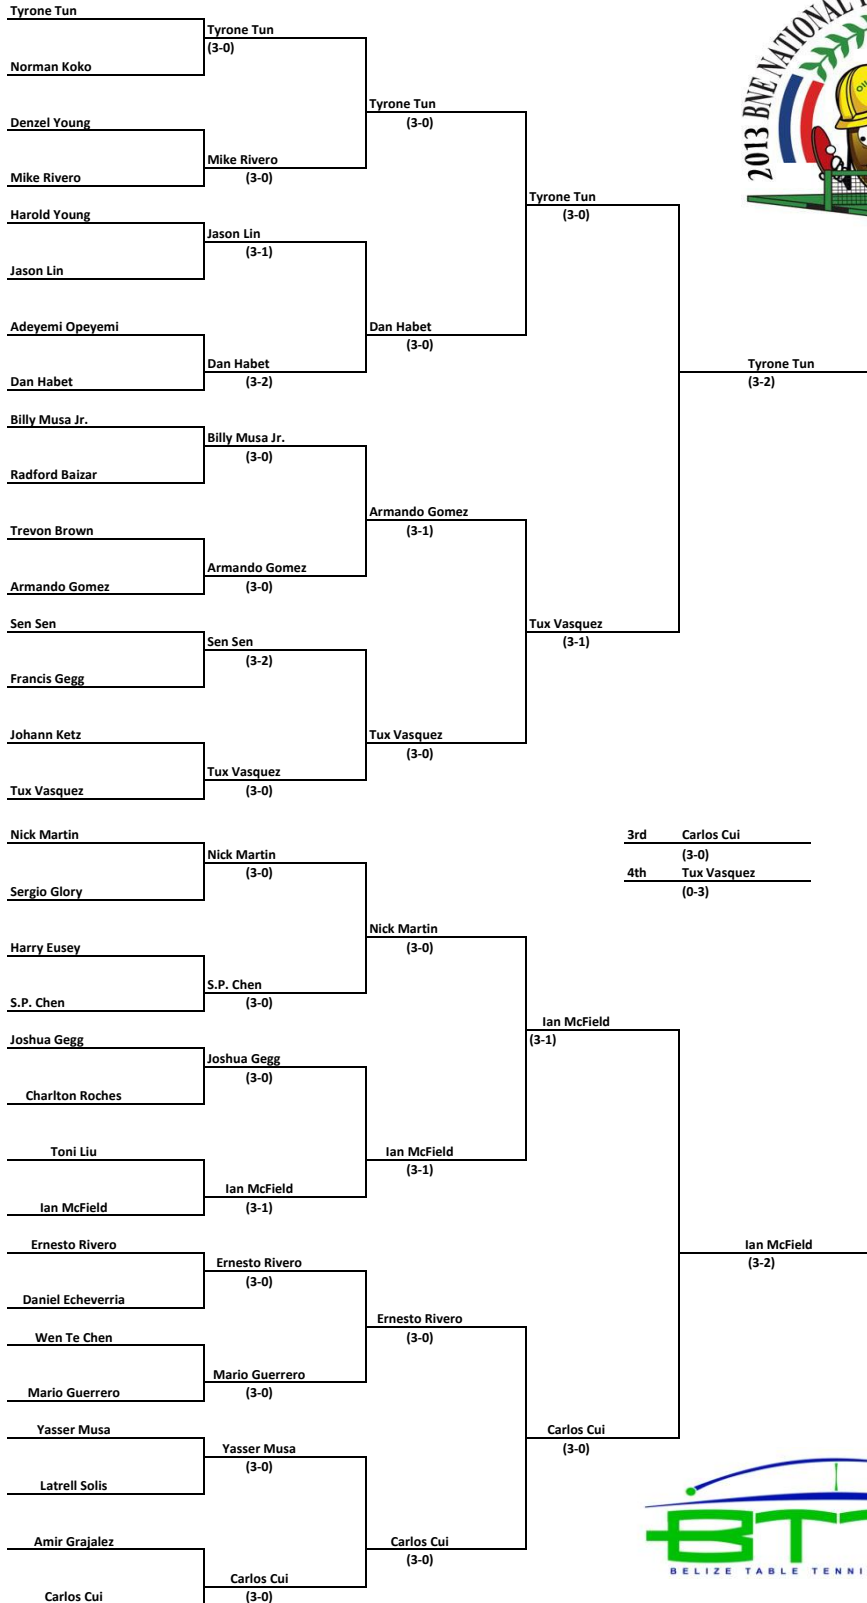 Tyrone Tun
Tyrone Tun
(3-0)
Norman Koko
Tyrone Tun
(3-0)
Denzel Young
Mike Rivero
(3-0)
Mike Rivero
Tyrone Tun
(3-0)
Harold Young
Jason Lin
(3-1)
Jason Lin
Adeyemi Opeyemi
Dan Habet
(3-0)
Dan Habet
(3-2)
Dan Habet
Tyrone Tun
(3-2)
Billy Musa Jr.
Billy Musa Jr.
(3-0)
Radford Baizar
Armando Gomez
(3-1)
Trevon Brown
Armando Gomez
(3-0)
Armando Gomez
Sen Sen
Tux Vasquez
(3-1)
Sen Sen
(3-2)
Francis Gegg
Johann Ketz
Tux Vasquez
(3-0)
Tux Vasquez
(3-0)
Tux Vasquez
Nick Martin
3rd Carlos Cui
(3-0)
4th Tux Vasquez
(0-3)
Nick Martin
(3-0)
Sergio Glory
Nick Martin
(3-0)
Harry Eusey
S.P. Chen
(3-0)
S.P. Chen
Ian McField
(3-1)
Joshua Gegg
Joshua Gegg
(3-0)
Charlton Roches
Toni Liu
Ian McField
(3-1)
Ian McField
(3-1)
Ian McField
Ernesto Rivero
Ian McField
(3-2)
Ernesto Rivero
(3-0)
Daniel Echeverria
Ernesto Rivero
(3-0)
Wen Te Chen
Mario Guerrero
(3-0)
Mario Guerrero
Yasser Musa
Carlos Cui
(3-0)
Yasser Musa
(3-0)
Latrell Solis
Amir Grajalez
Carlos Cui
(3-0)
Carlos Cui
(3-0)
Carlos Cui
2013 BNE NATIONAL
BELIZE TABLE TENNI